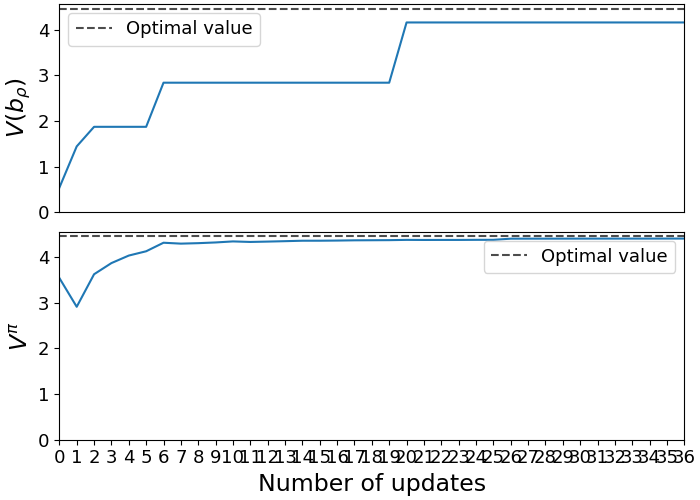 4
3
2
1
0
V(b_ρ)
Optimal value
4
3
2
1
0
V^π
Optimal value
0 1 2 3 4 5 6 7 8 9 10 11 12 13 14 15 16 17 18 19 20 21 22 23 24 25 26 27 28 29 30 31 32 33 34 35 36
Number of updates